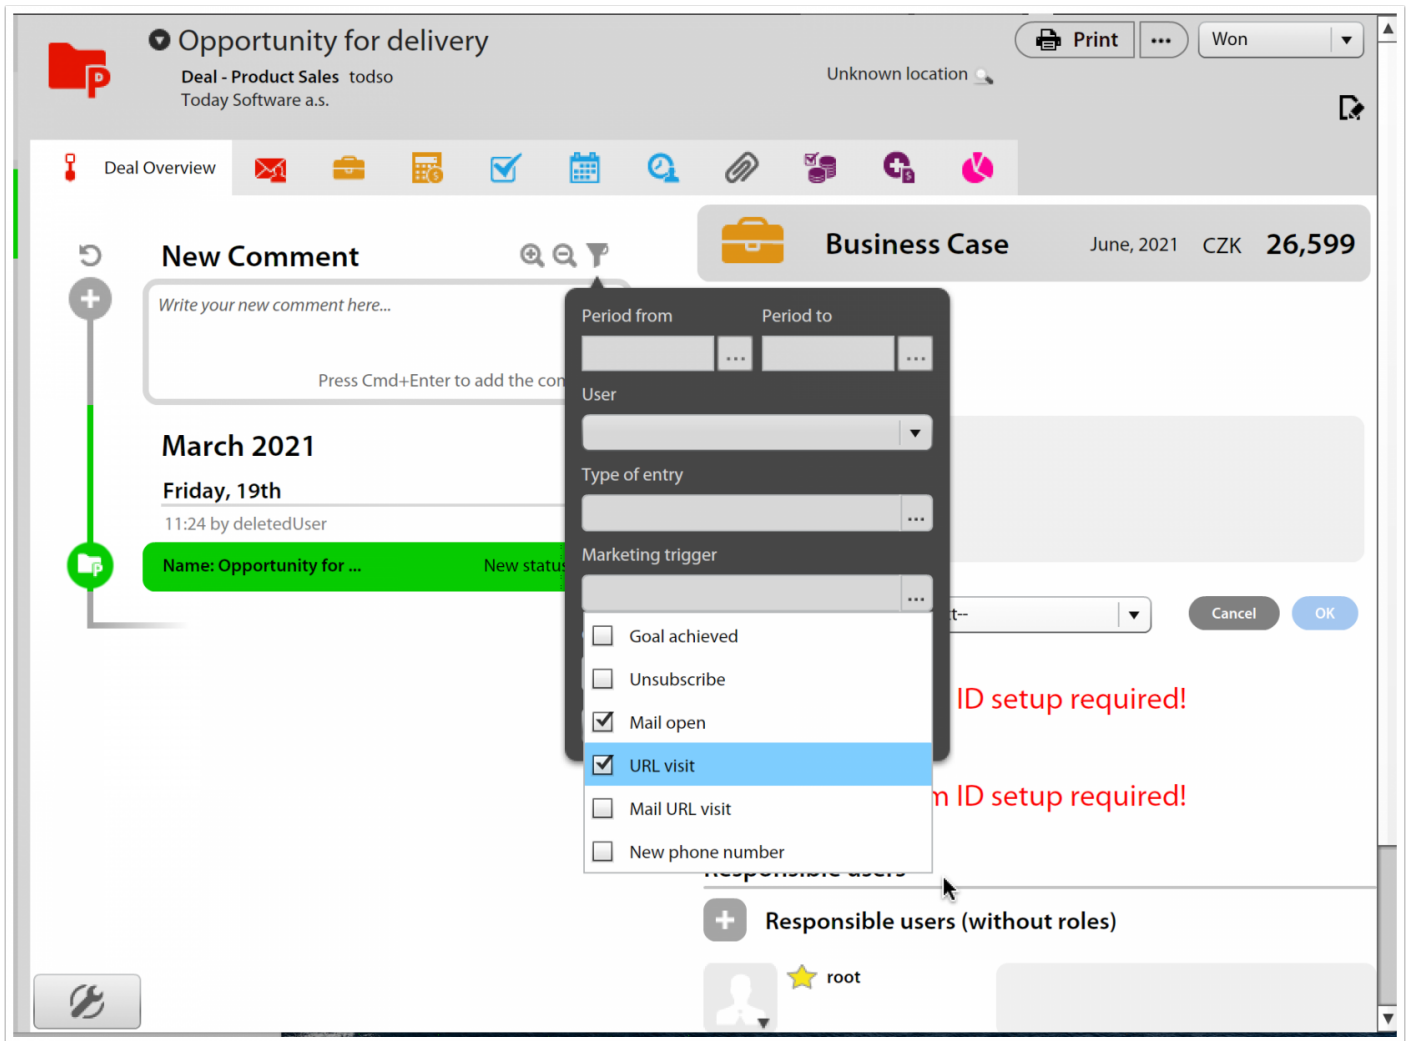 Opportunity for delivery
Deal - Product Sales todso
Today Software a.s.
Unknown location
Print
...
Won
Deal Overview
New Comment
Write your new comment here...
Press Cmd+Enter to add the con
Business Case
June, 2021 CZK 26,599
Period from
Period to
...
...
User
Type of entry
...
Marketing trigger
...
Goal achieved
Unsubscribe
Mail open
URL visit
Mail URL visit
New phone number
March 2021
Friday, 19th
11:24 by deletedUser
Name: Opportunity for ...
New status
t--
Cancel
OK
ID setup required!
m ID setup required!
Responsible users
Responsible users (without roles)
root